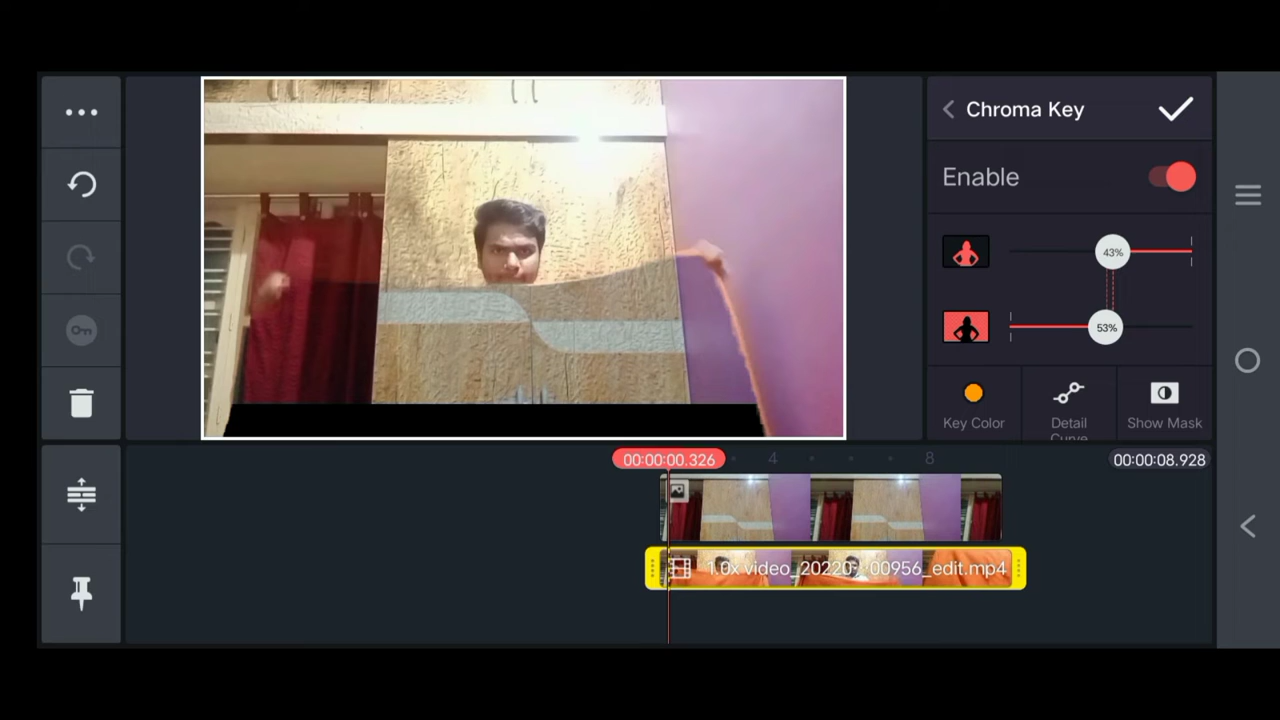 Chroma Key
Enable
43%
53%
Key Color
Detail
Curve
Show Mask
00:00:00.326
4
8
00:00:08.928
1.0x video_20220
00956_edit.mp4